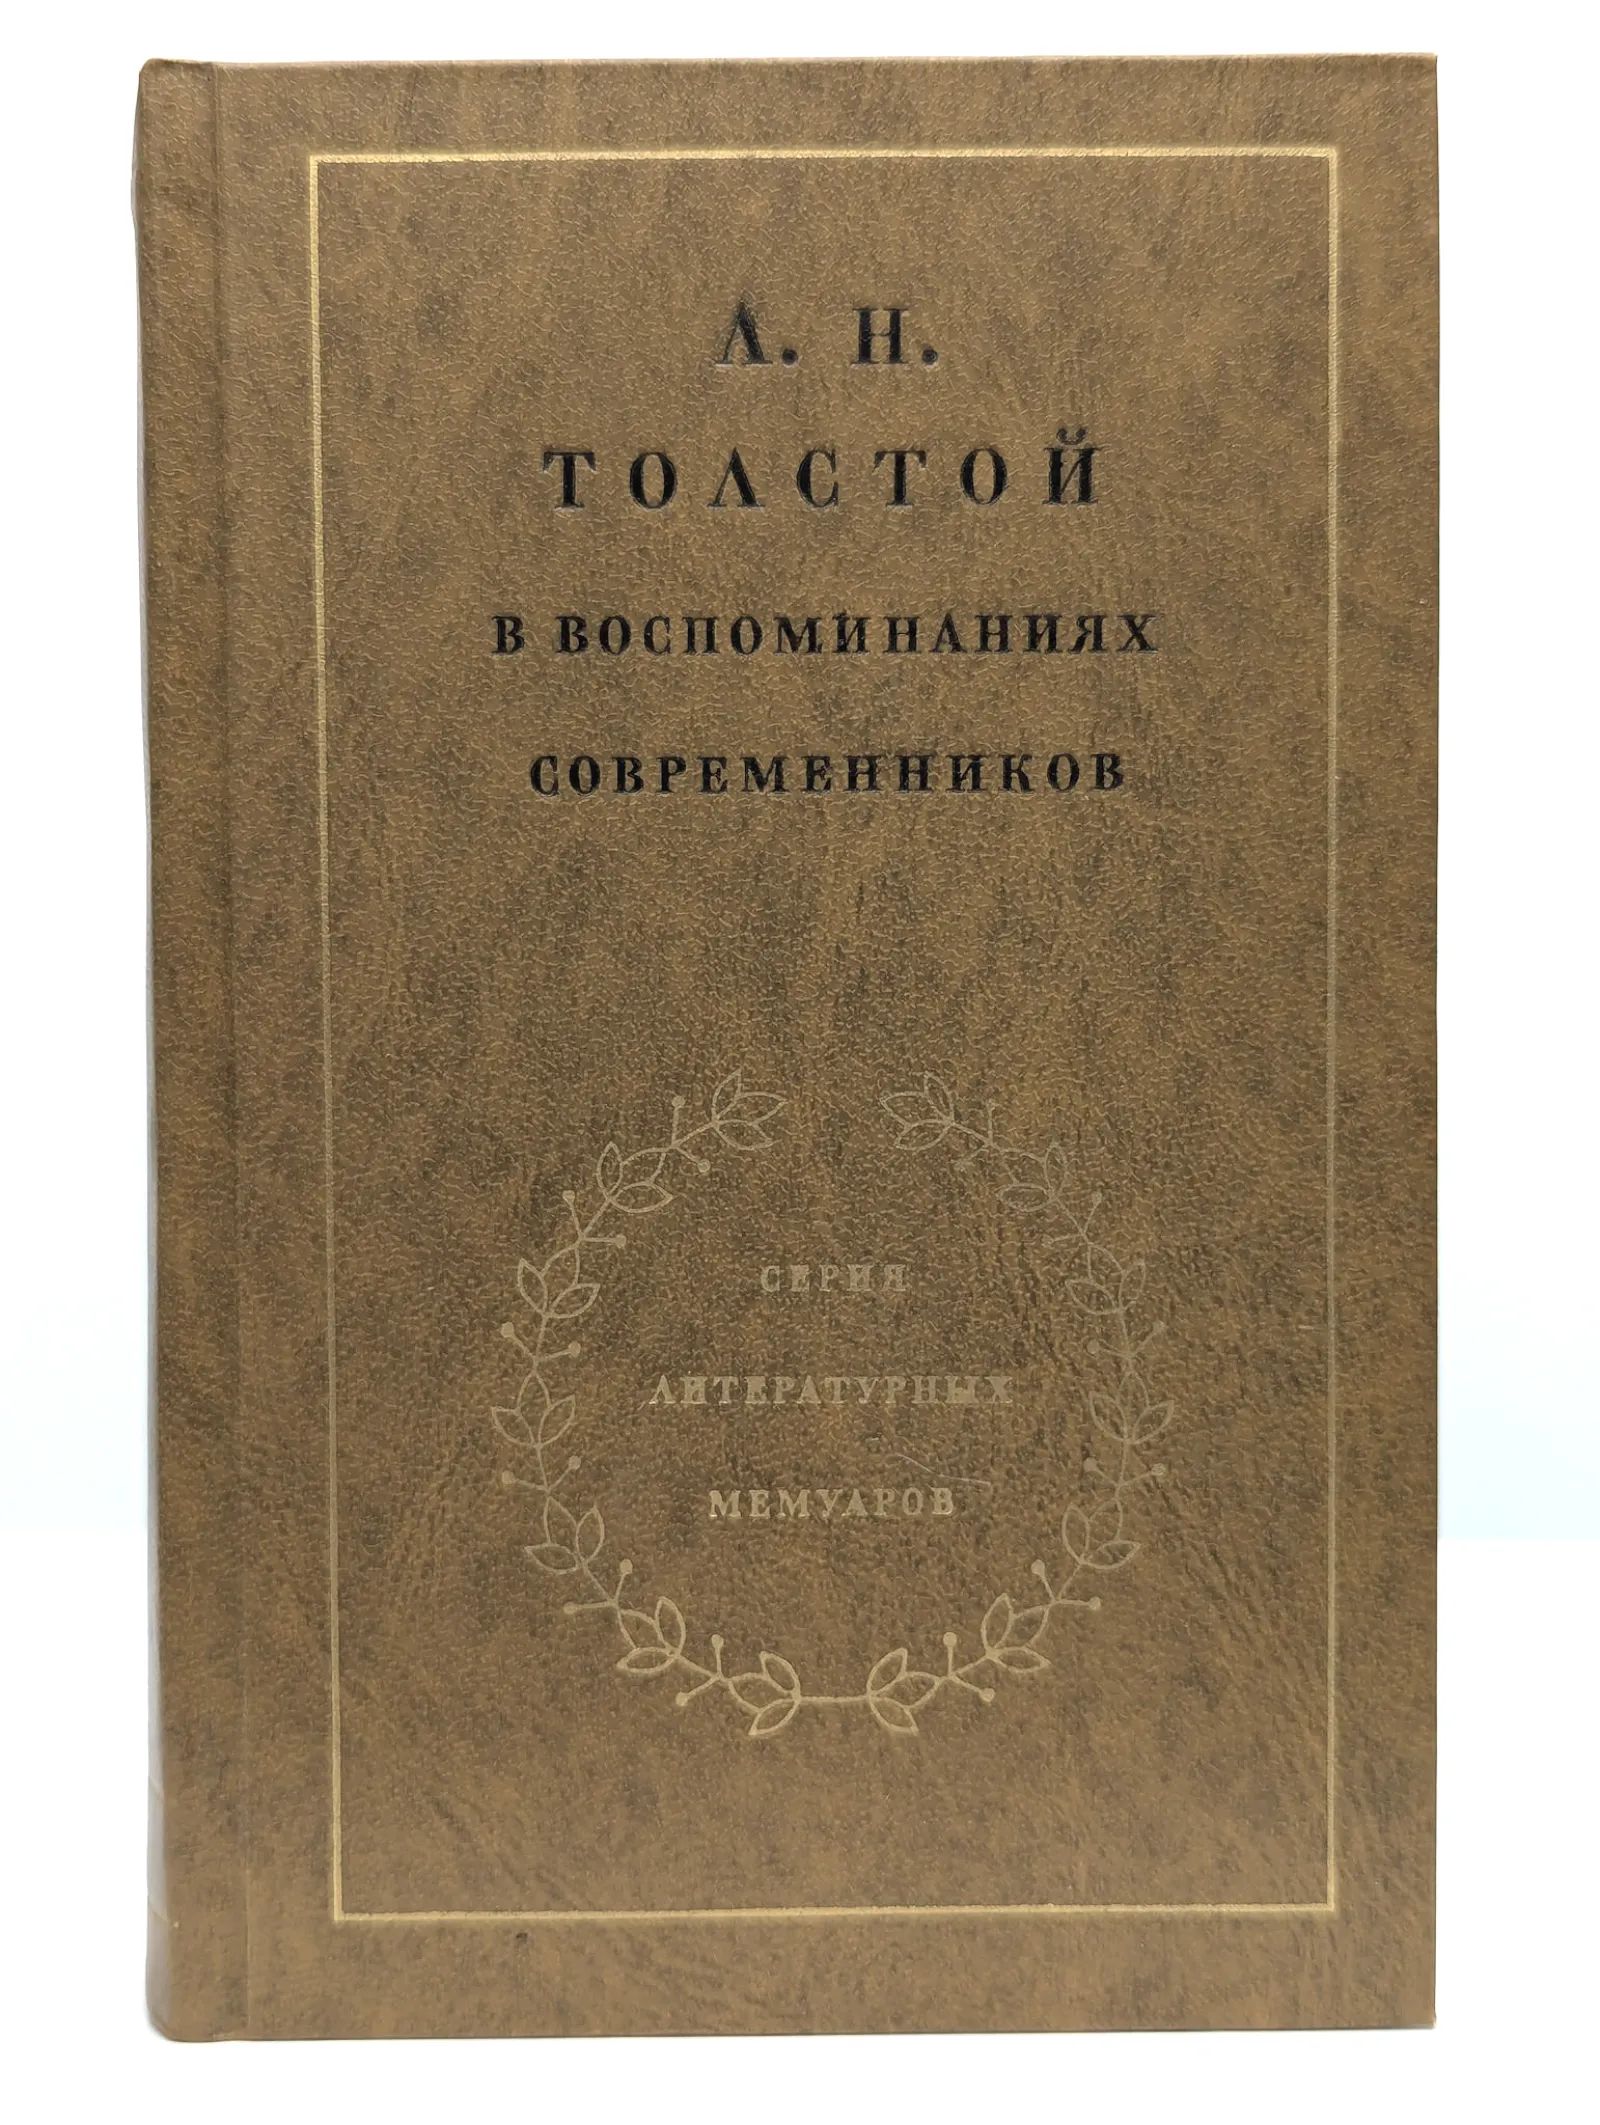 Л. Н.
ТОЛСТОЙ
В ВОСПОМИНАНИЯХ
СОВРЕМЕННИКОВ
СЕРИЯ
ЛИТЕРАТУРНЫХ
МЕМУАРОВ